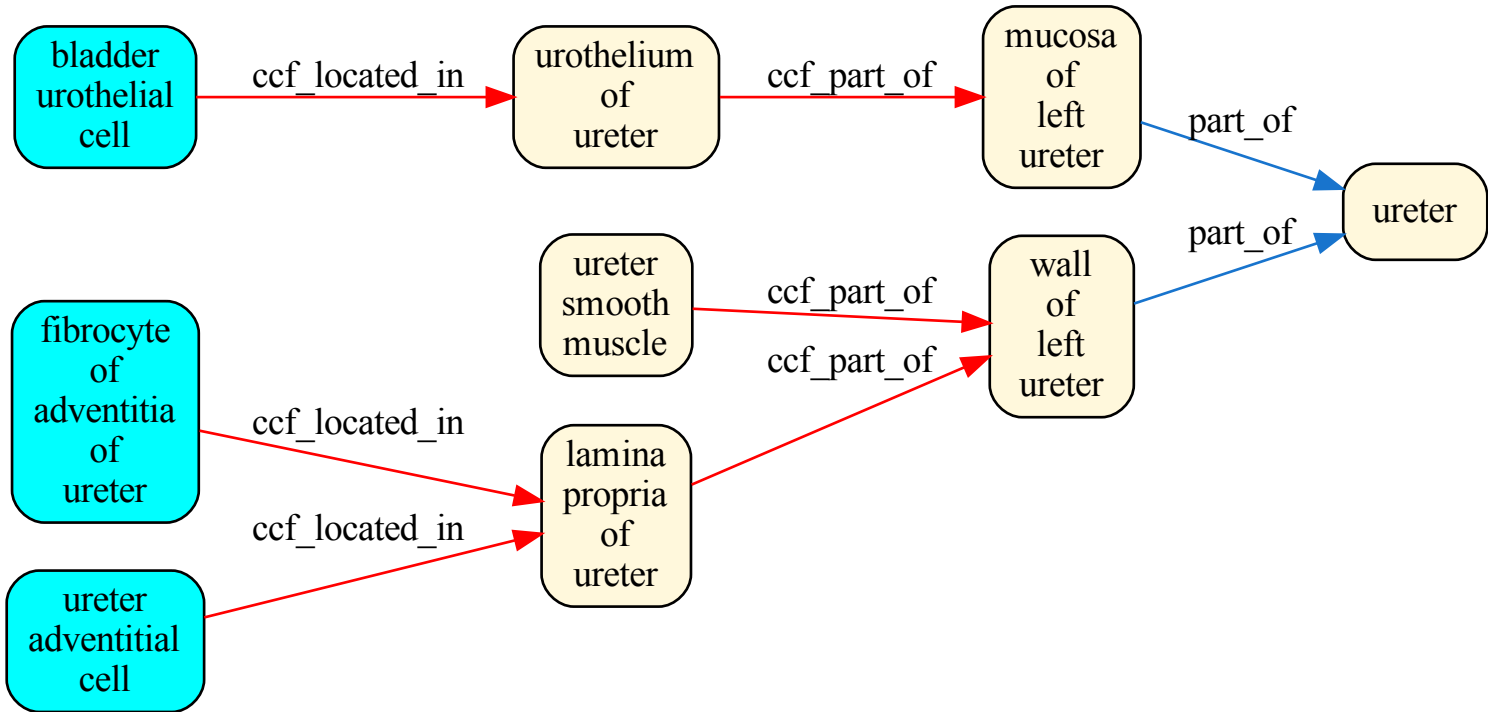 bladder
urothelial
cell
ccf_located_in
urothelium
of
ureter
ccf_part_of
mucosa
of
left
ureter
part_of
ureter
ureter
smooth
muscle
ccf_part_of
wall
of
left
ureter
part_of
fibrocyte
of
adventitia
of
ureter
ccf_located_in
lamina
propria
of
ureter
ccf_part_of
ureter
adventitial
cell
ccf_located_in